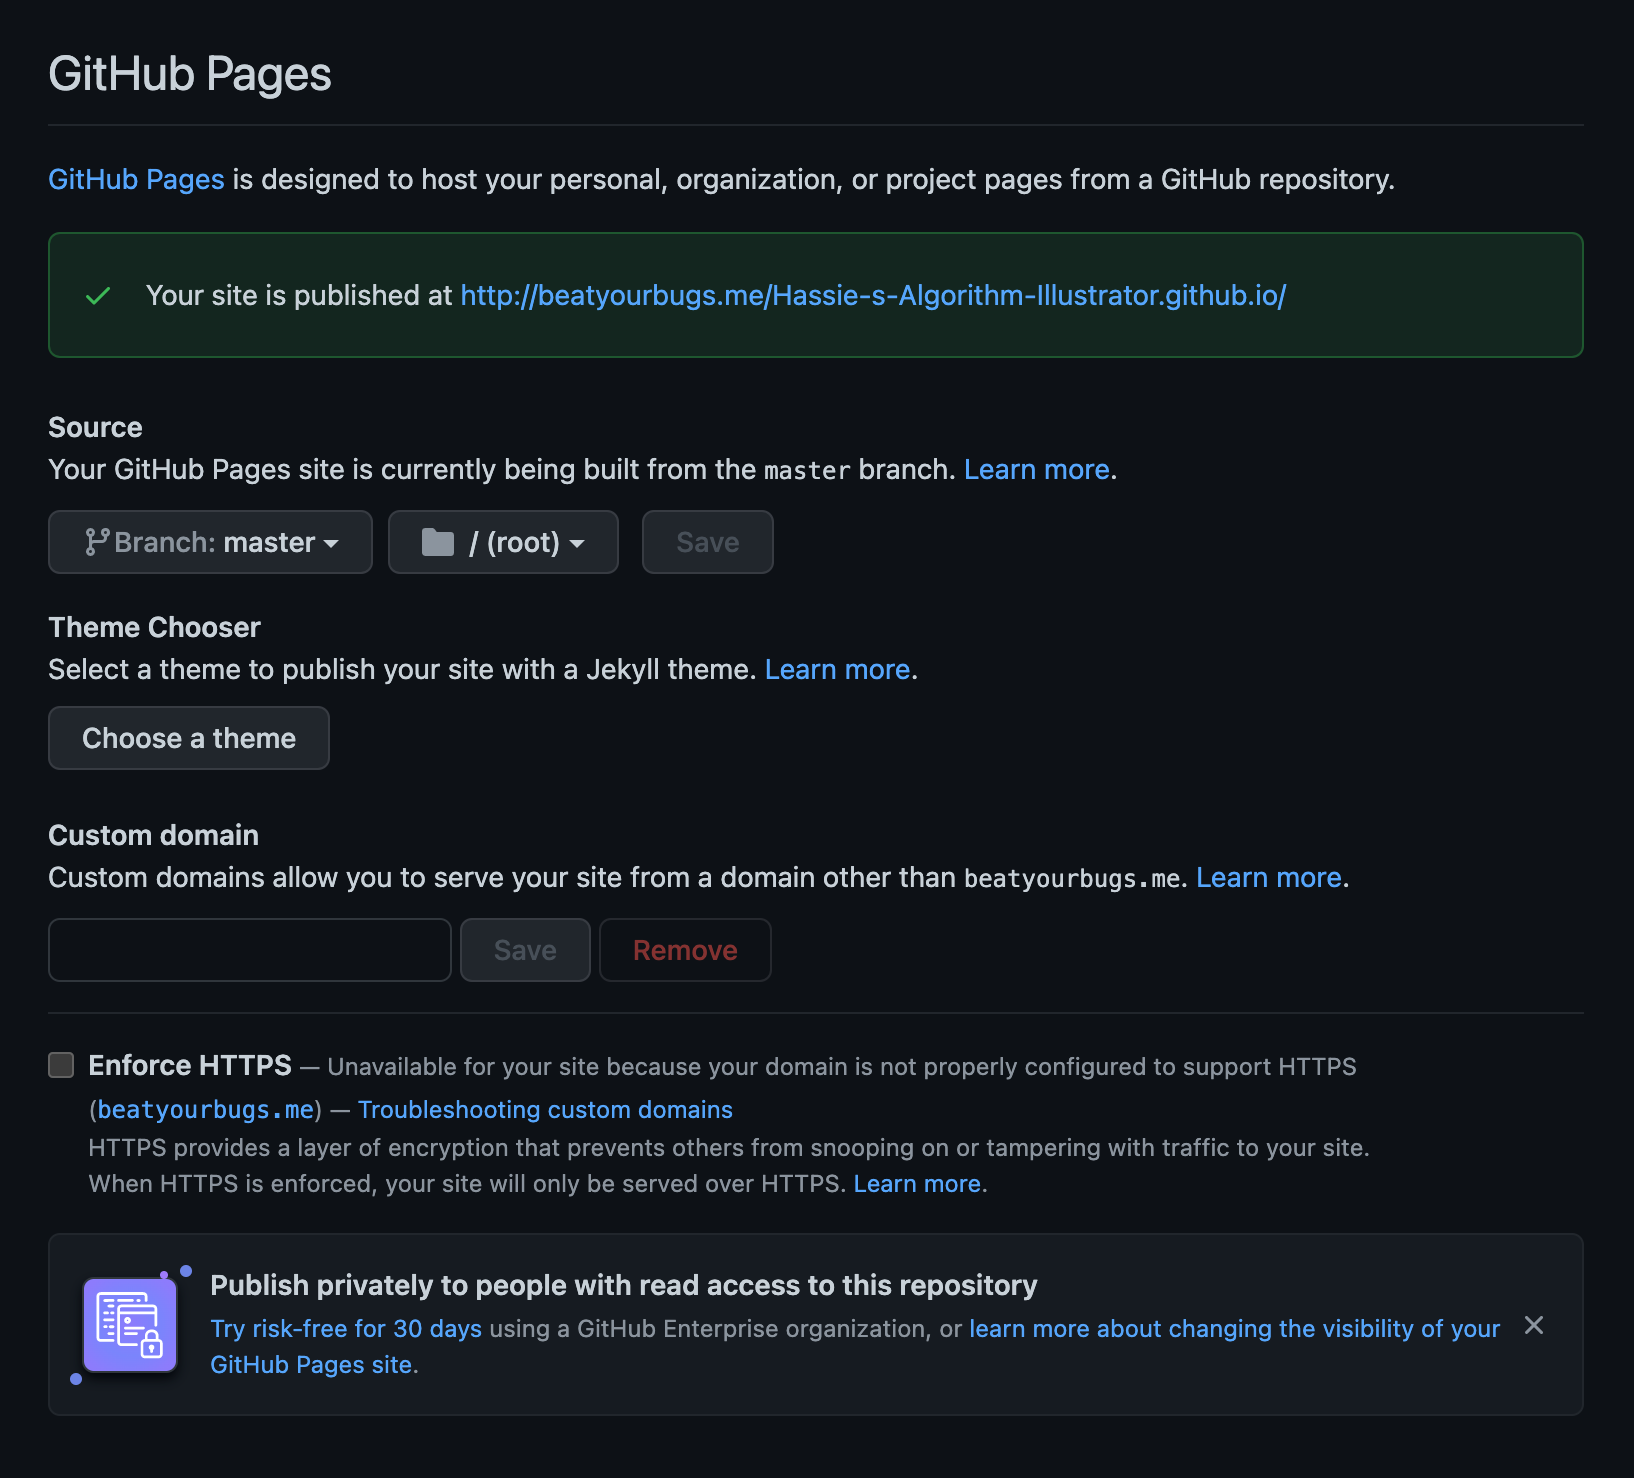 GitHub Pages
GitHub Pages is designed to host your personal, organization, or project pages from a GitHub repository.
Your site is published at http://beatyourbugs.me/Hassie-s-Algorithm-Illustrator.github.io/
Source
Your GitHub Pages site is currently being built from the master branch. Learn more.
Branch: master / (root) Save
Theme Chooser
Select a theme to publish your site with a Jekyll theme. Learn more.
Choose a theme
Custom domain
Custom domains allow you to serve your site from a domain other than beatyourbugs.me. Learn more.
Save Remove
Enforce HTTPS — Unavailable for your site because your domain is not properly configured to support HTTPS
(beatyourbugs.me) — Troubleshooting custom domains
HTTPS provides a layer of encryption that prevents others from snooping on or tampering with traffic to your site.
When HTTPS is enforced, your site will only be served over HTTPS. Learn more.
Publish privately to people with read access to this repository
Try risk-free for 30 days using a GitHub Enterprise organization, or learn more about changing the visibility of your
GitHub Pages site.